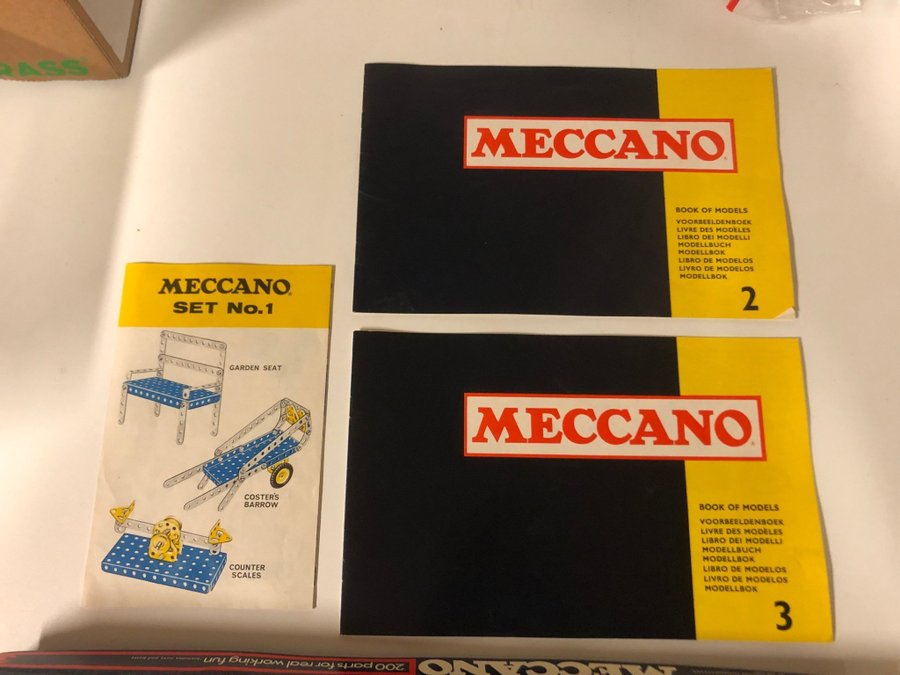 RASS
MECCANO
BOOK OF MODELS
VOORBEELDENBOEK
LIVRE DES MODÈLES
LIBRO DEI MODELLI
MODELLBUCH
MODELLBOK
LIBRO DE MODELOS
LIVRO DE MODELOS
MODELLBOK
2
MECCANO
SET No.1
GARDEN SEAT
COSTER'S
BARROW
COUNTER
SCALES
MECCANO
BOOK OF MODELS
VOORBEELDENBOEK
LIVRE DES MODÈLES
LIBRO DEI MODELLI
MODELLBUCH
MODELLBOK
LIBRO DE MODELOS
LIVRO DE MODELOS
MODELLBOK
3
200 parts for real working fun
MECCANO